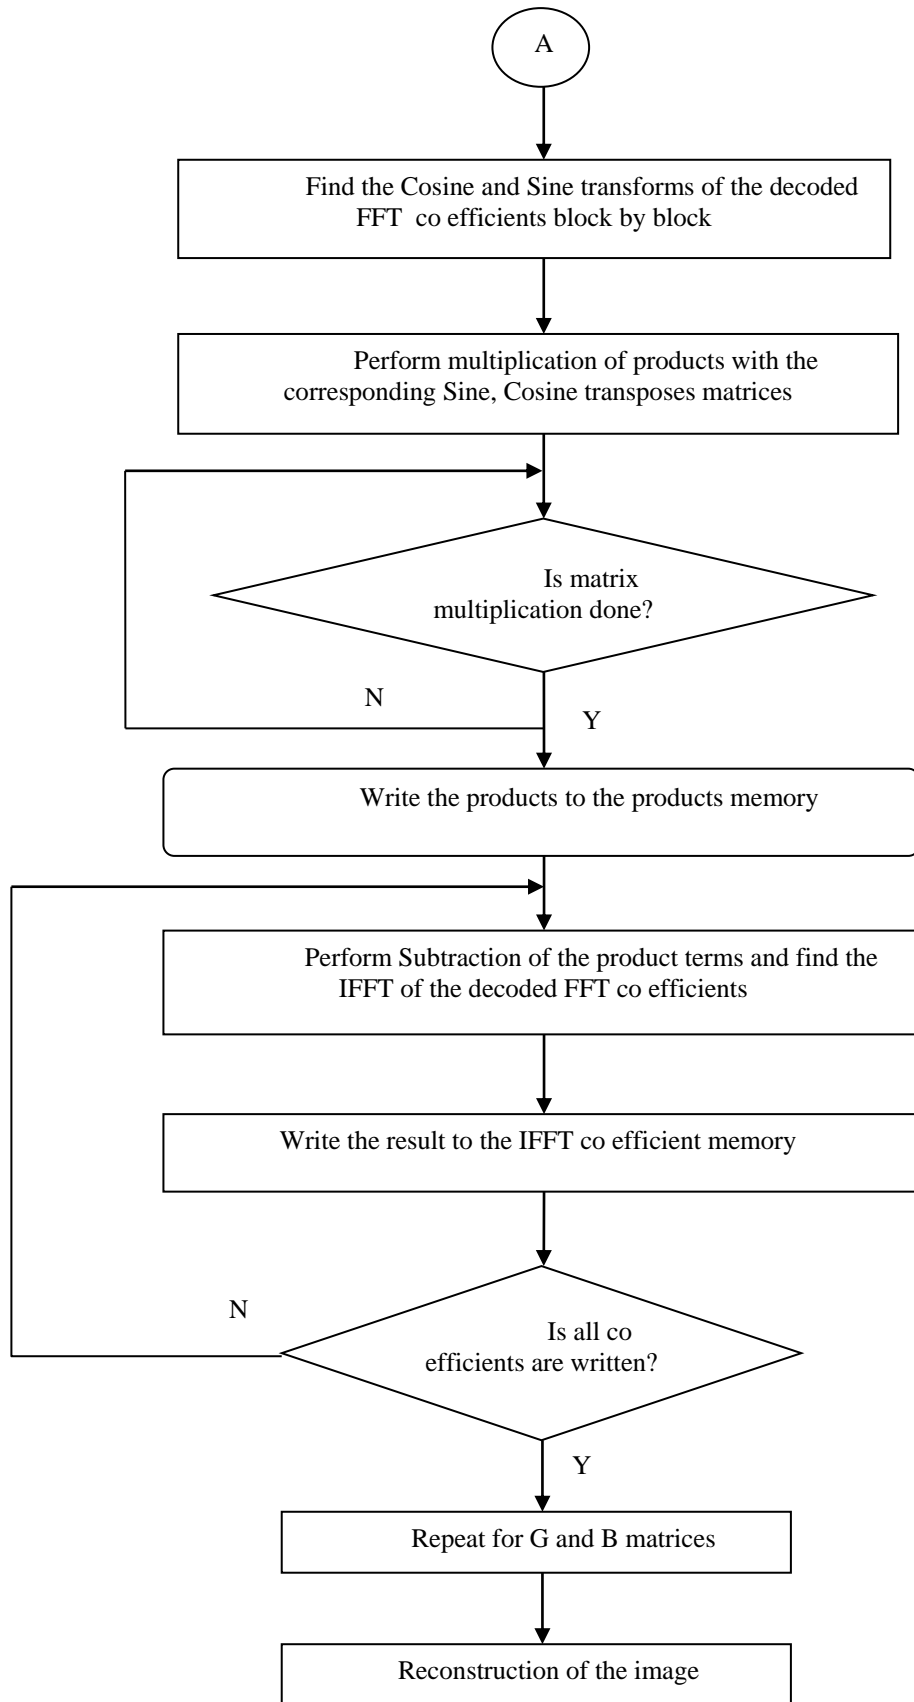 A
Find the Cosine and Sine transforms of the decoded
FFT co efficients block by block
Perform multiplication of products with the
corresponding Sine, Cosine transposes matrices
Is matrix
multiplication done?
N
Y
Write the products to the products memory
Perform Subtraction of the product terms and find the
IFFT of the decoded FFT co efficients
Write the result to the IFFT co efficient memory
N
Is all co
efficients are written?
Y
Repeat for G and B matrices
Reconstruction of the image